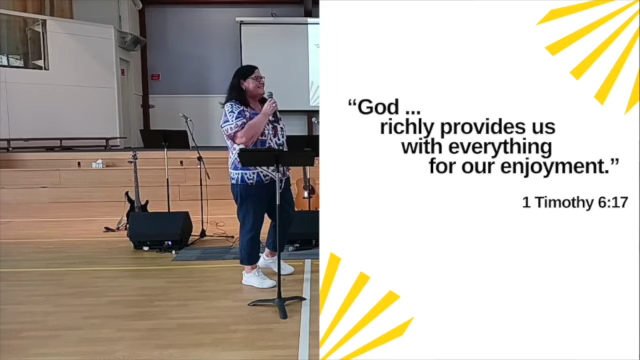 “God ...
richly provides us
with everything
for our enjoyment.”
1 Timothy 6:17